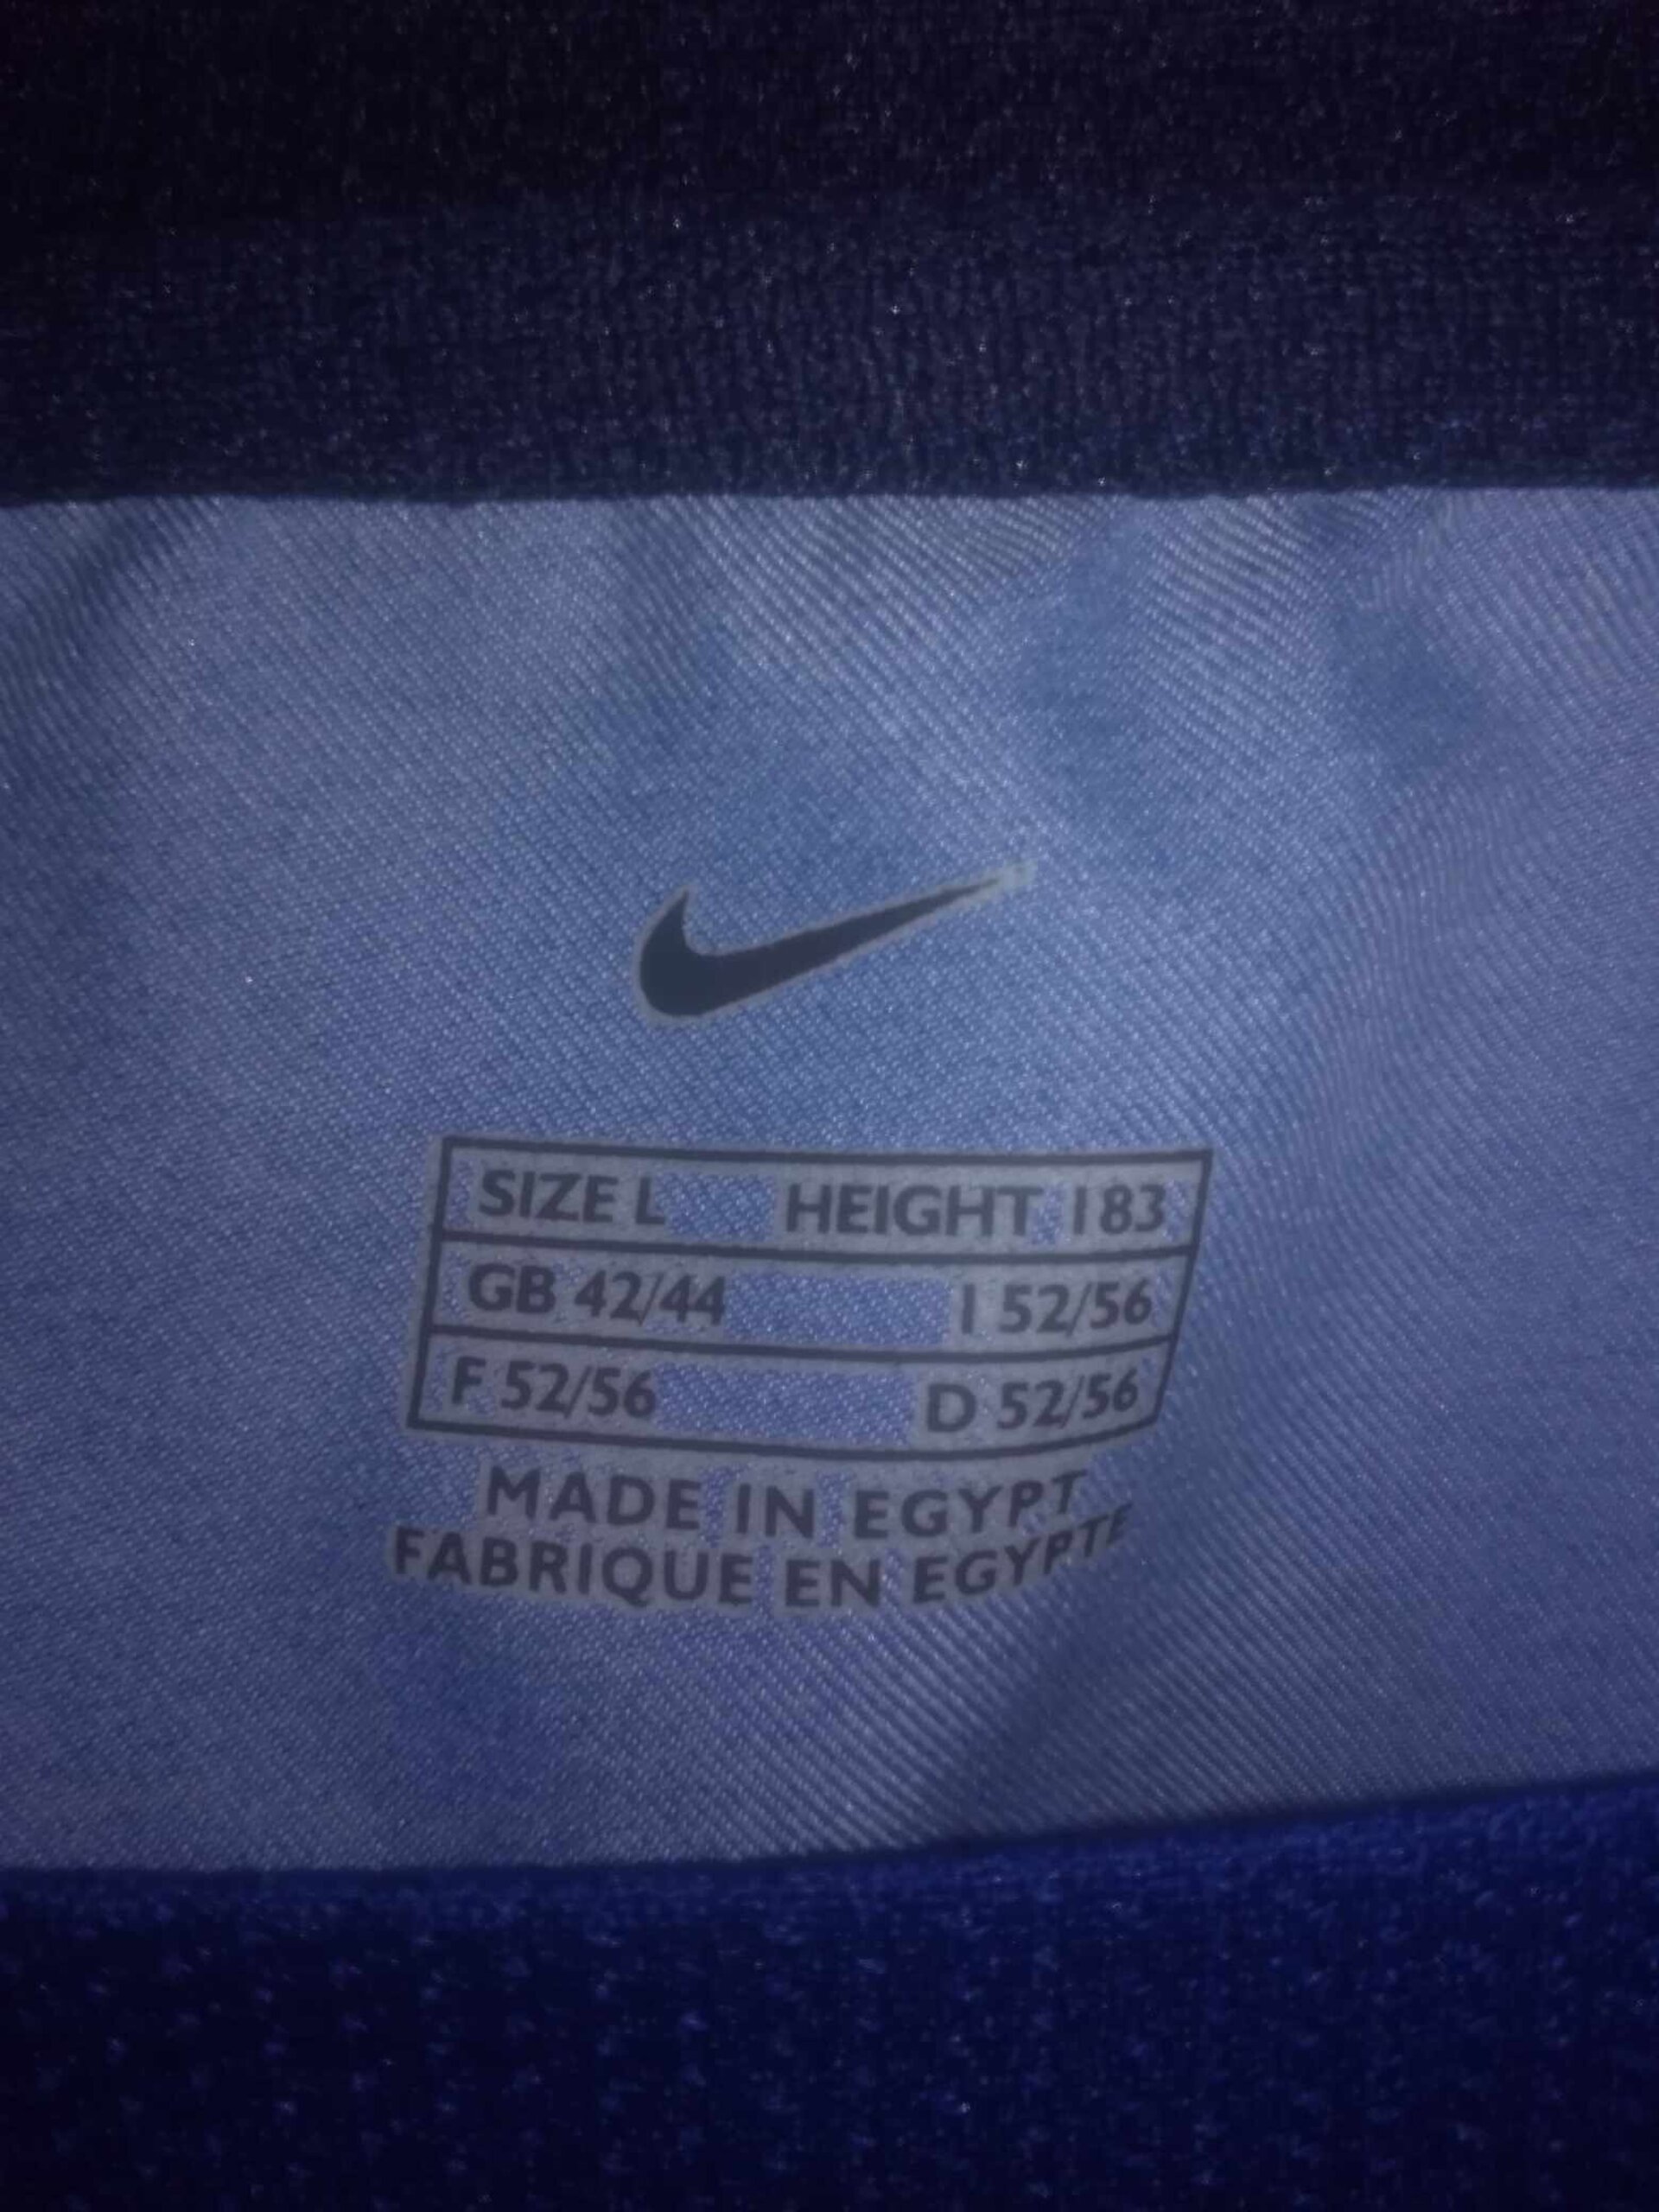 SIZE L HEIGHT 183
GB 42/44 I 52/56
F 52/56 D 52/56
MADE IN EGYPT
FABRIQUE EN EGYPTE